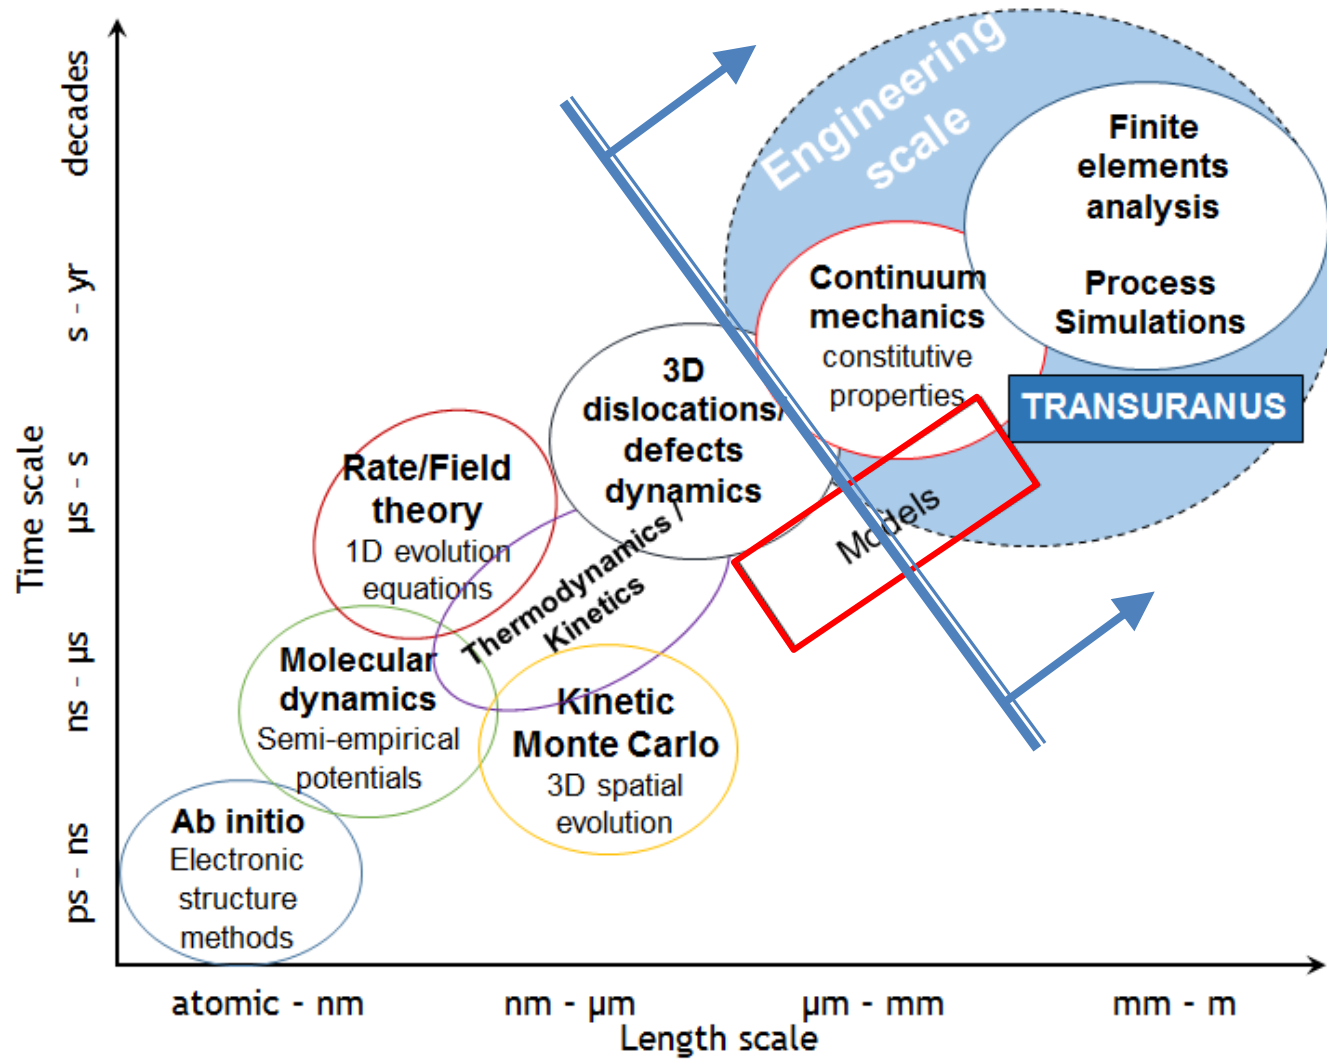 Engineering
scale
Finite
elements
analysis
Process
Simulations
Continuum
mechanics
constitutive
properties
TRANSURANUS
3D
dislocations/
defects
dynamics
Models
Rate/Field
theory
1D evolution
equations
Thermodynamics /
Kinetics
Molecular
dynamics
Semi-empirical
potentials
Kinetic
Monte Carlo
3D spatial
evolution
Ab initio
Electronic
structure
methods
Time scale
decades
s - yr
µs - s
ns - µs
ps - ns
atomic - nm
nm - µm
µm - mm
mm - m
Length scale